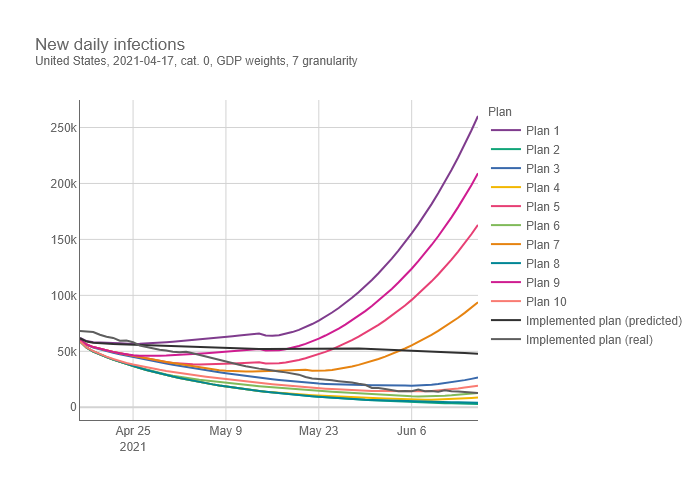 New daily infections
United States, 2021-04-17, cat. 0, GDP weights, 7 granularity
250k
200k
150k
100k
50k
0
Apr 25
2021
May 9
May 23
Jun 6
Plan
Plan 1
Plan 2
Plan 3
Plan 4
Plan 5
Plan 6
Plan 7
Plan 8
Plan 9
Plan 10
Implemented plan (predicted)
Implemented plan (real)